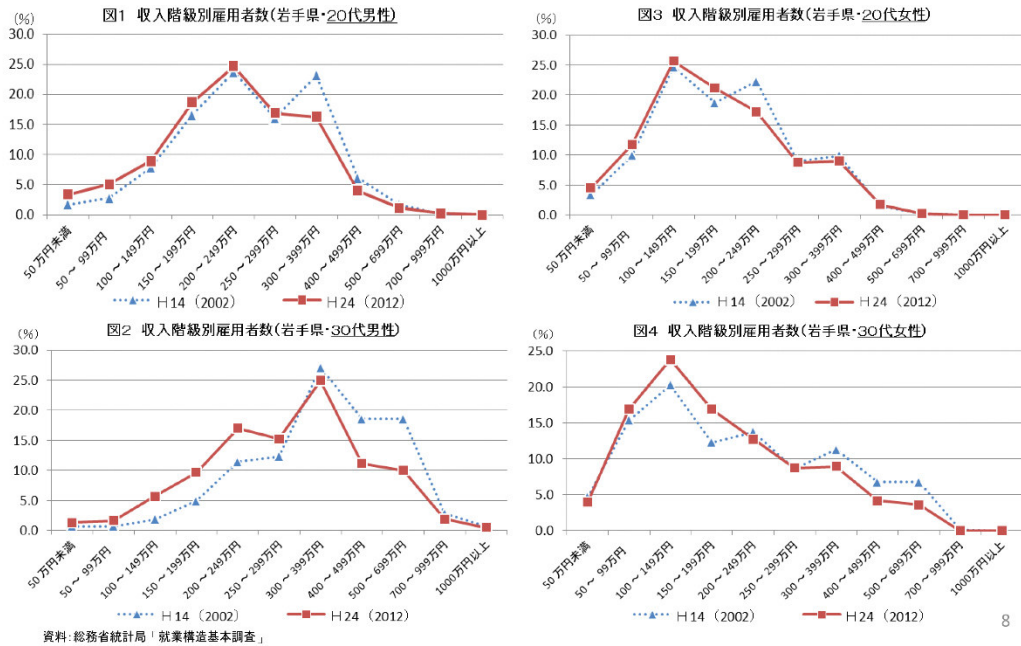 図1 収入階級別雇用者数(岩手県・20代男性)
(%)
30.0
25.0
20.0
15.0
10.0
5.0
0.0
50万円未満
50～ 99万円
100～149万円
150～199万円
200～249万円
250～299万円
300～399万円
400～499万円
500～699万円
700～999万円
1000万円以上
H14（2002）
H24（2012）
図3 収入階級別雇用者数(岩手県・20代女性)
(%)
30.0
25.0
20.0
15.0
10.0
5.0
0.0
50万円未満
50～ 99万円
100～149万円
150～199万円
200～249万円
250～299万円
300～399万円
400～499万円
500～699万円
700～999万円
1000万円以上
H14（2002）
H24（2012）
図2 収入階級別雇用者数(岩手県・30代男性)
(%)
30.0
25.0
20.0
15.0
10.0
5.0
0.0
50万円未満
50～ 99万円
100～149万円
150～199万円
200～249万円
250～299万円
300～399万円
400～499万円
500～699万円
700～999万円
1000万円以上
H14（2002）
H24（2012）
図4 収入階級別雇用者数(岩手県・30代女性)
(%)
25.0
20.0
15.0
10.0
5.0
0.0
50万円未満
50～ 99万円
100～149万円
150～199万円
200～249万円
250～299万円
300～399万円
400～499万円
500～699万円
700～999万円
1000万円以上
H14（2002）
H24（2012）
資料:総務省統計局「就業構造基本調査」
8